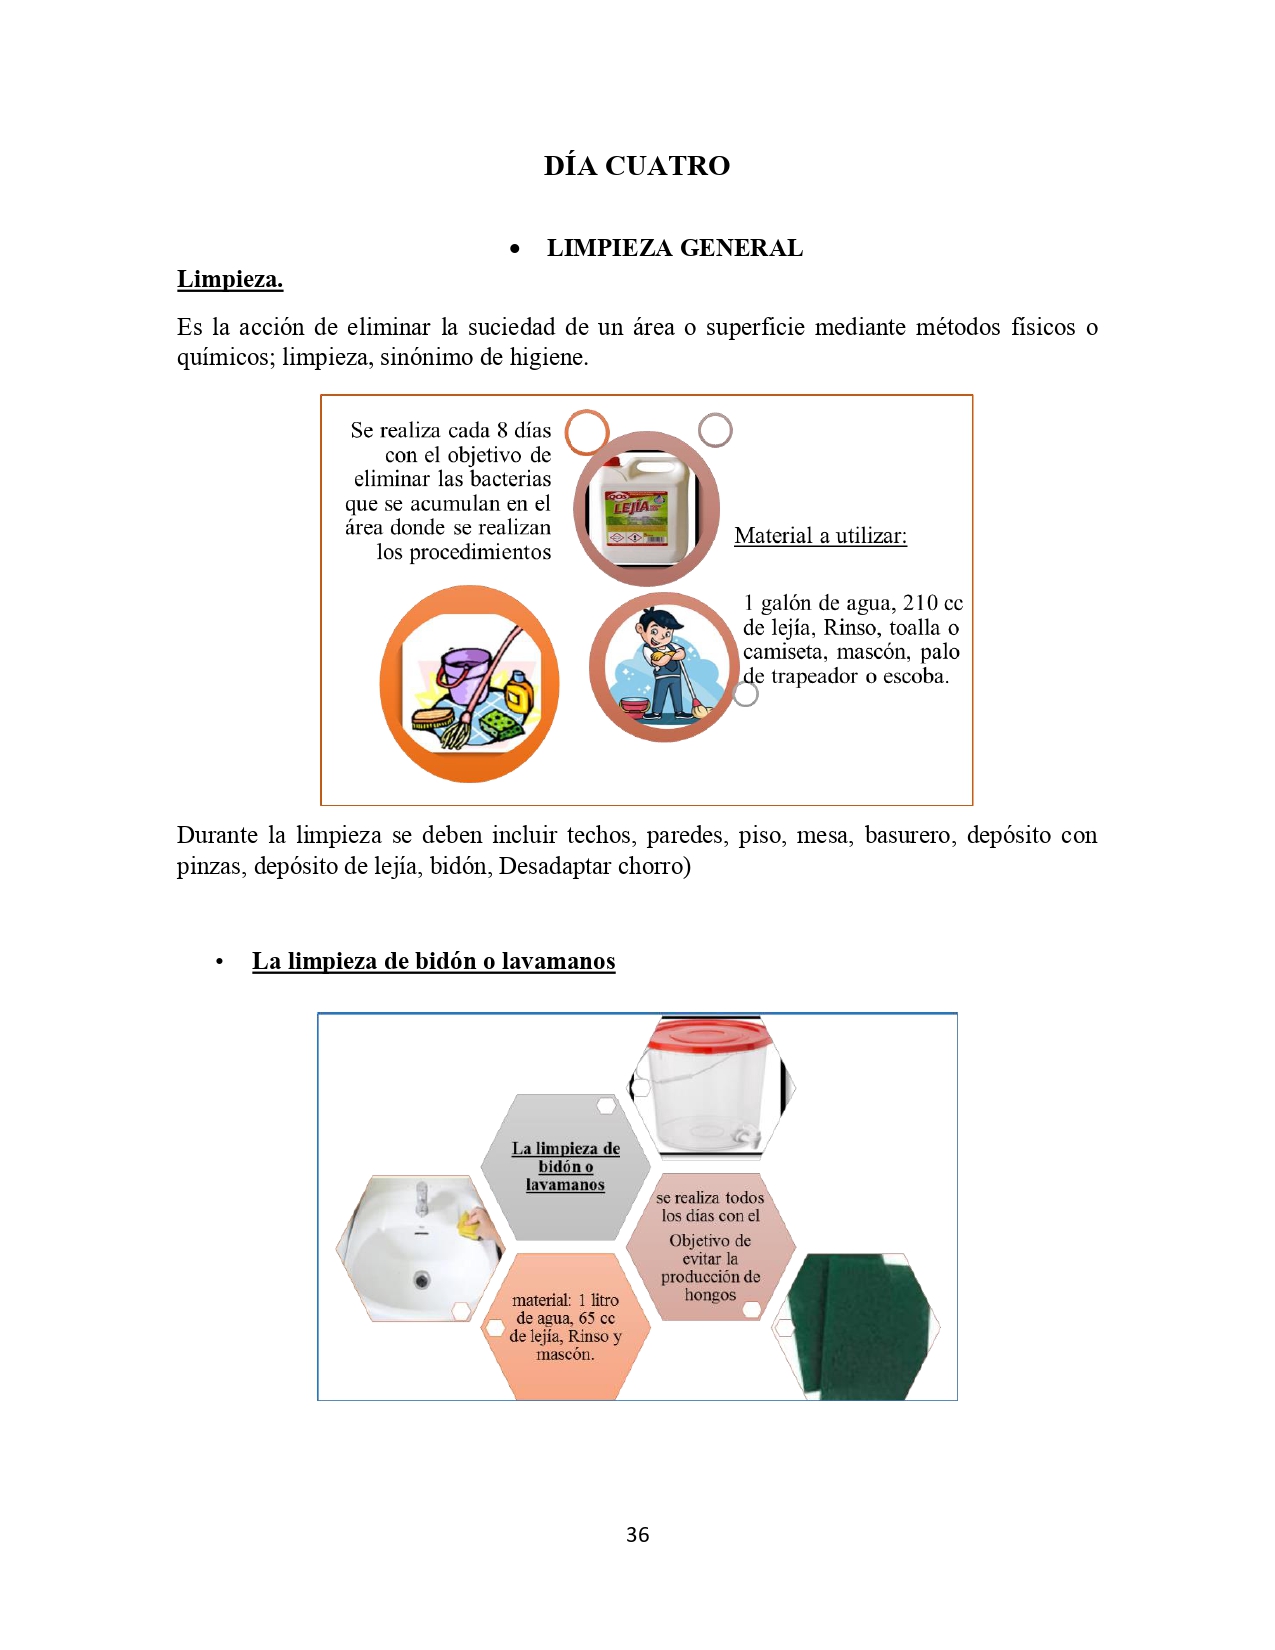 DÍA CUATRO
• LIMPIEZA GENERAL
Limpieza.
Es la acción de eliminar la suciedad de un área o superficie mediante métodos físicos o
químicos; limpieza, sinónimo de higiene.
Se realiza cada 8 días
con el objetivo de
eliminar las bacterias
que se acumulan en el
área donde se realizan
los procedimientos
LEJÍA
Material a utilizar:
1 galón de agua, 210 cc
de lejía, Rinso, toalla o
camiseta, mascón, palo
de trapeador o escoba.
Durante la limpieza se deben incluir techos, paredes, piso, mesa, basurero, depósito con
pinzas, depósito de lejía, bidón, Desadaptar chorro)
• La limpieza de bidón o lavamanos
La limpieza de
bidón o
lavamanos
se realiza todos
los días con el
Objetivo de
evitar la
producción de
hongos
material: 1 litro
de agua, 65 cc
de lejía, Rinso y
mascón.
36